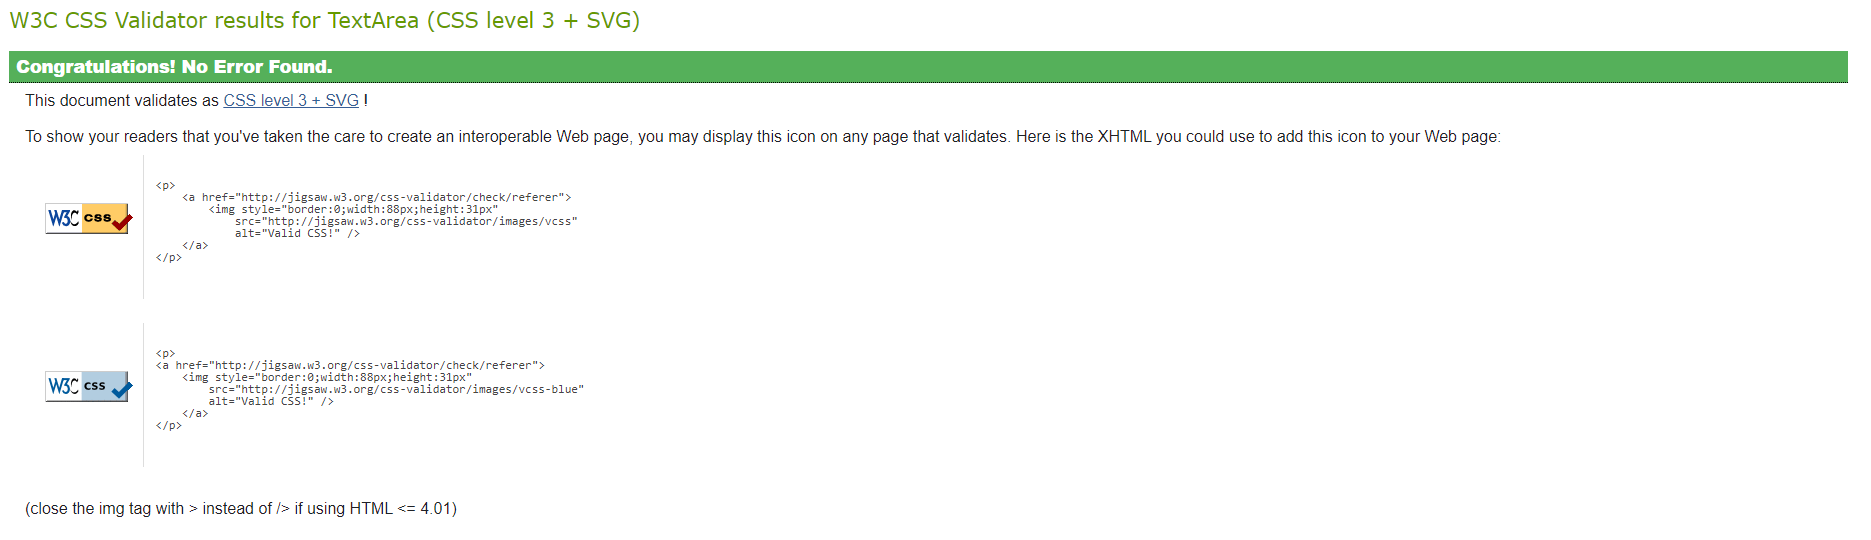 W3C CSS Validator results for TextArea (CSS level 3 + SVG)
Congratulations! No Error Found.
This document validates as CSS level 3 + SVG !
To show your readers that you've taken the care to create an interoperable Web page, you may display this icon on any page that validates. Here is the XHTML you could use to add this icon to your Web page:
W3C css
<p>
    <a href="http://jigsaw.w3.org/css-validator/check/referer">
        <img style="border:0;width:88px;height:31px"
            src="http://jigsaw.w3.org/css-validator/images/vcss"
            alt="Valid CSS!" />
    </a>
</p>
W3C css
<p>
<a href="http://jigsaw.w3.org/css-validator/check/referer">
    <img style="border:0;width:88px;height:31px"
        src="http://jigsaw.w3.org/css-validator/images/vcss-blue"
        alt="Valid CSS!" />
    </a>
</p>
(close the img tag with > instead of /> if using HTML <= 4.01)